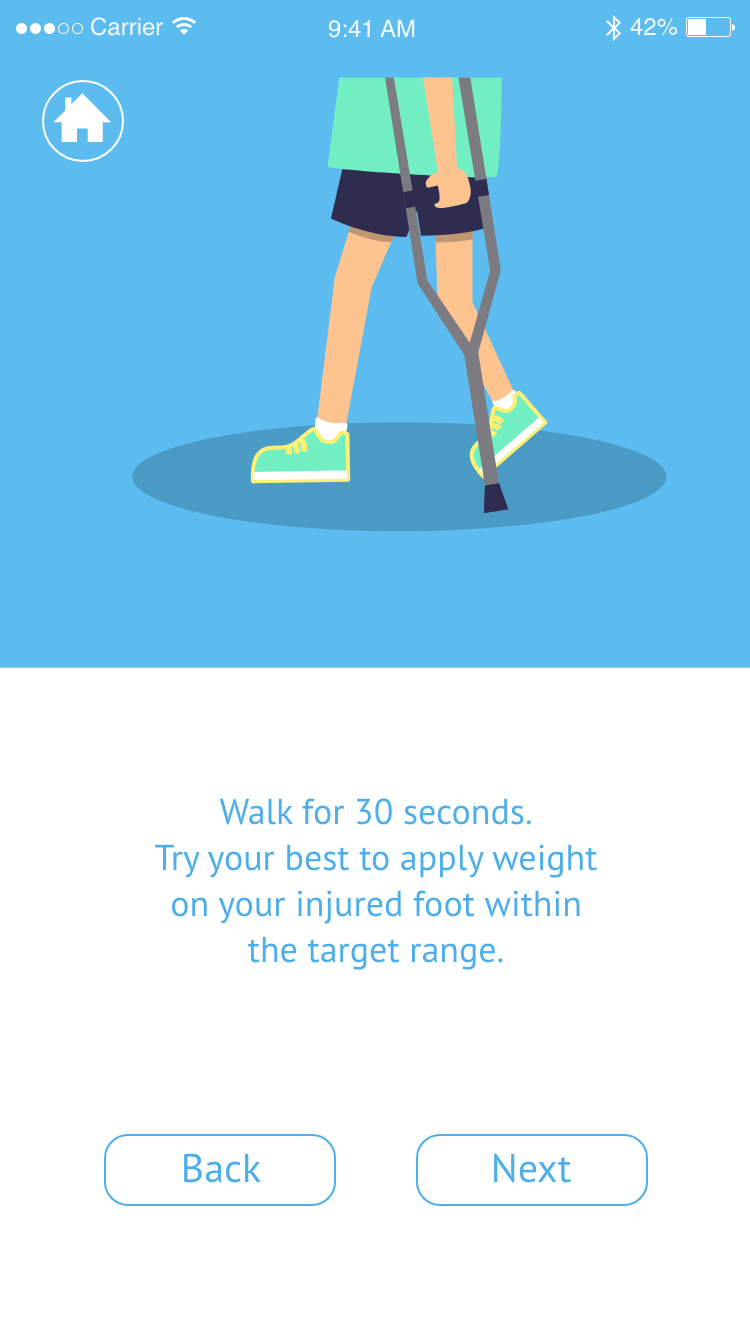 Carrier 9:41 AM 42%
Walk for 30 seconds.
Try your best to apply weight
on your injured foot within
the target range.
Back Next